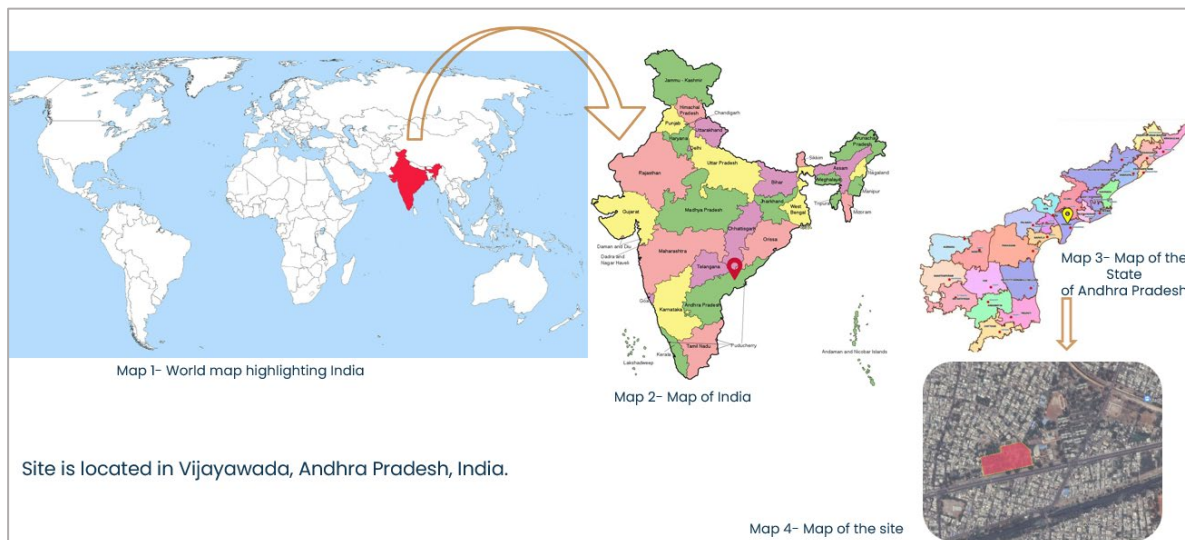 Jammu - Kashmir
Himachal
Pradesh
Chandigarh
Punjab
Uttarakhand
Haryana
Delhi
Arunachal
Pradesh
Sikkim
Rajasthan
Uttar Pradesh
Assam
Nagaland
Bihar
Meghalaya
Manipur
Jharkhand
Tripura
Mizoram
Gujarat
Madhya Pradesh
West
Bengal
Chhattisgarh
Daman and Diu
Dadra and
Nagar Haveli
Maharashtra
Orissa
Telangana
Goa
Andhra Pradesh
Karnataka
Puducherry
Tamil Nadu
Kerala
Lakshadweep
Andaman and Nicobar Islands
Map 1- World map highlighting India
Map 2- Map of India
Map 3- Map of the
State
of Andhra Pradesh
Site is located in Vijayawada, Andhra Pradesh, India.
Map 4- Map of the site